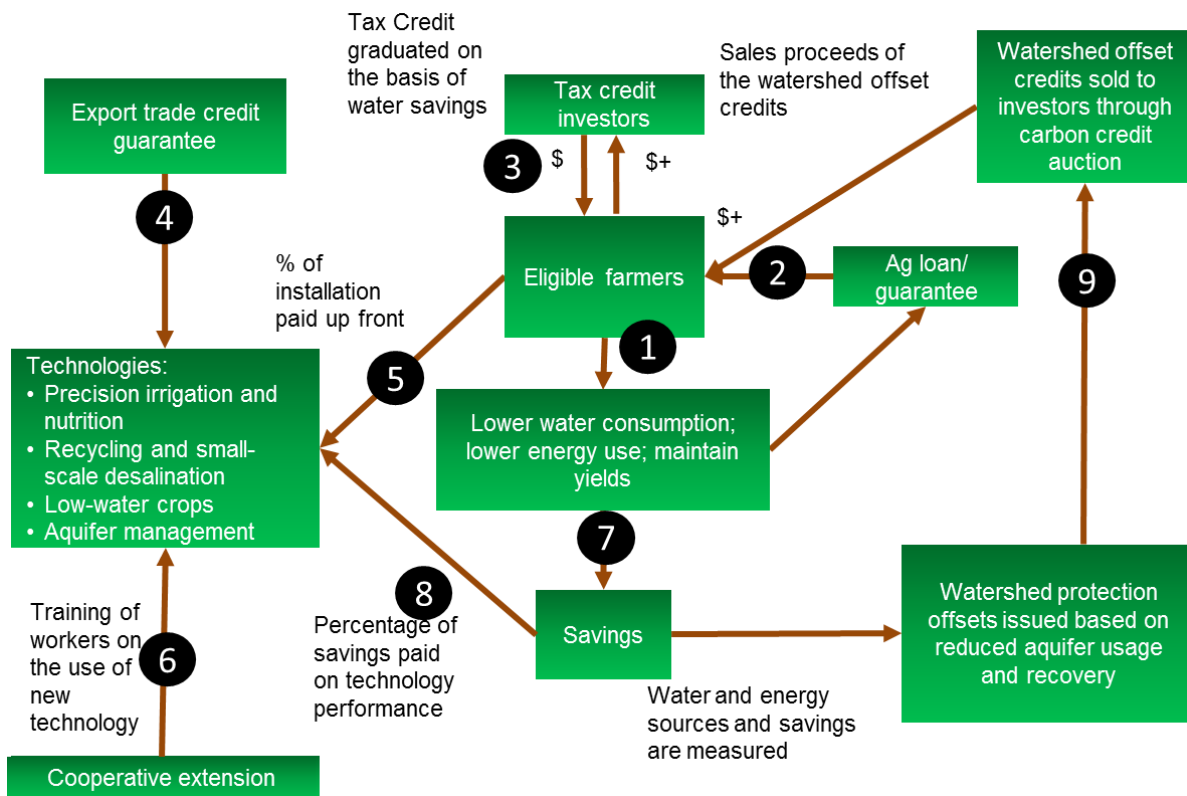 Tax Credit
graduated on
the basis of
water savings
Sales proceeds of
the watershed offset
credits
Watershed offset
credits sold to
investors through
carbon credit
auction
Export trade credit
guarantee
Tax credit
investors
3
$
$+
4
$+
% of
installation
paid up front
Eligible farmers
2
Ag loan/
guarantee
9
1
5
Technologies:
• Precision irrigation and
nutrition
• Recycling and small-
scale desalination
• Low-water crops
• Aquifer management
Lower water consumption;
lower energy use; maintain
yields
7
8
Training of
workers on
the use of
new
technology
6
Percentage of
savings paid
on technology
performance
Savings
Watershed protection
offsets issued based on
reduced aquifer usage
and recovery
Water and energy
sources and savings
are measured
Cooperative extension